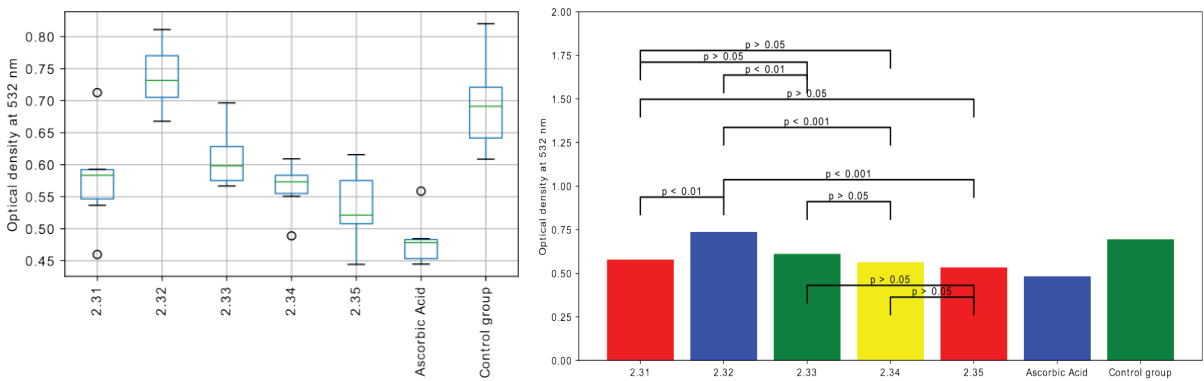 Optical density at 532 nm
0.80
0.75
0.70
0.65
0.60
0.55
0.50
0.45
2.31
2.32
2.33
2.34
2.35
Ascorbic Acid
Control group
Optical density at 532 nm
2.00
1.75
1.50
1.25
1.00
0.75
0.50
0.25
0.00
p > 0.05
p > 0.05
p < 0.01
p > 0.05
p < 0.001
p < 0.001
p < 0.01
p > 0.05
p > 0.05
p > 0.05
2.31 2.32 2.33 2.34 2.35 Ascorbic Acid Control group